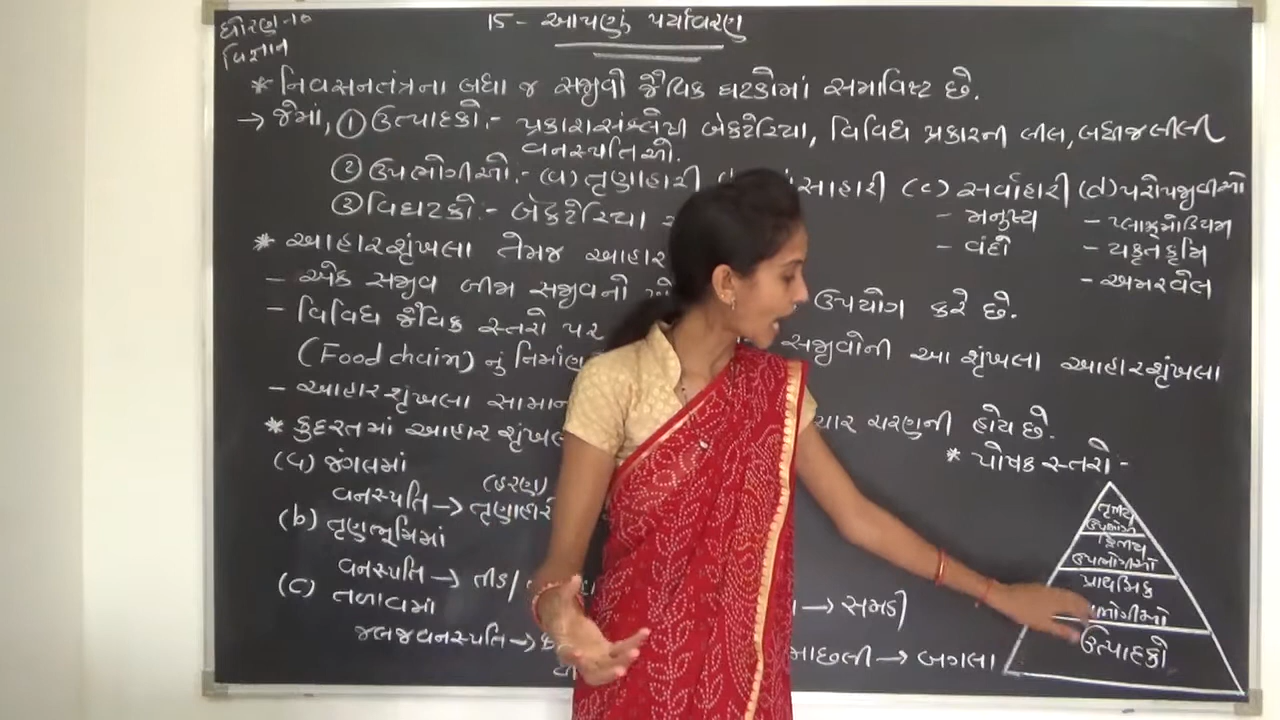 ધોરણ-૧૦
વિજ્ઞાન
15 - આપણું પર્યાવરણ
* નિવસનતંત્રના બધા જ સજીવો જૈવિક ઘટકોમાં સમાવિષ્ટ છે.
→ જેમાં, ① ઉત્પાદકો:- પ્રકાશસંશ્લેષી બેક્ટેરિયા, વિવિધ પ્રકારની લીલ, બધી જ લીલી
વનસ્પતિઓ.
② ઉપભોગીઓ:- (a) તૃણાહારી સાહારી (c) સર્વાહારી (d) પરોપજીવીઓ
- મનુષ્ય - પ્લાઝ્મોડિયમ
- વંદો - યકૃતકૃમિ
- અમરવેલ
③ વિઘટકો:- બેક્ટેરિયા
* આહારશૃંખલા તેમજ આહાર
- એક સજીવ બીજા સજીવનો ઉપયોગ કરે છે.
- વિવિધ જૈવિક સ્તરો પર સજીવોની આ શૃંખલા આહારશૃંખલા
(Food chain) નું નિર્માણ
- આહારશૃંખલા સામાન ચાર ચરણની હોય છે.
* કુદરતમાં આહાર શૃંખલ
(a) જંગલમાં
(હરણ)
વનસ્પતિ → તૃણાહારી
(b) તૃણભૂમિમાં
વનસ્પતિ → તીડ/ → સમડી
(c) તળાવમાં
જલજવનસ્પતિ → માછલી → બગલા
* પોષક સ્તરો -
તૃતીય
ઉપભોગી
દ્વિતીય
ઉપભોગીઓ
પ્રાથમિક
ભોગીઓ
ઉત્પાદકો